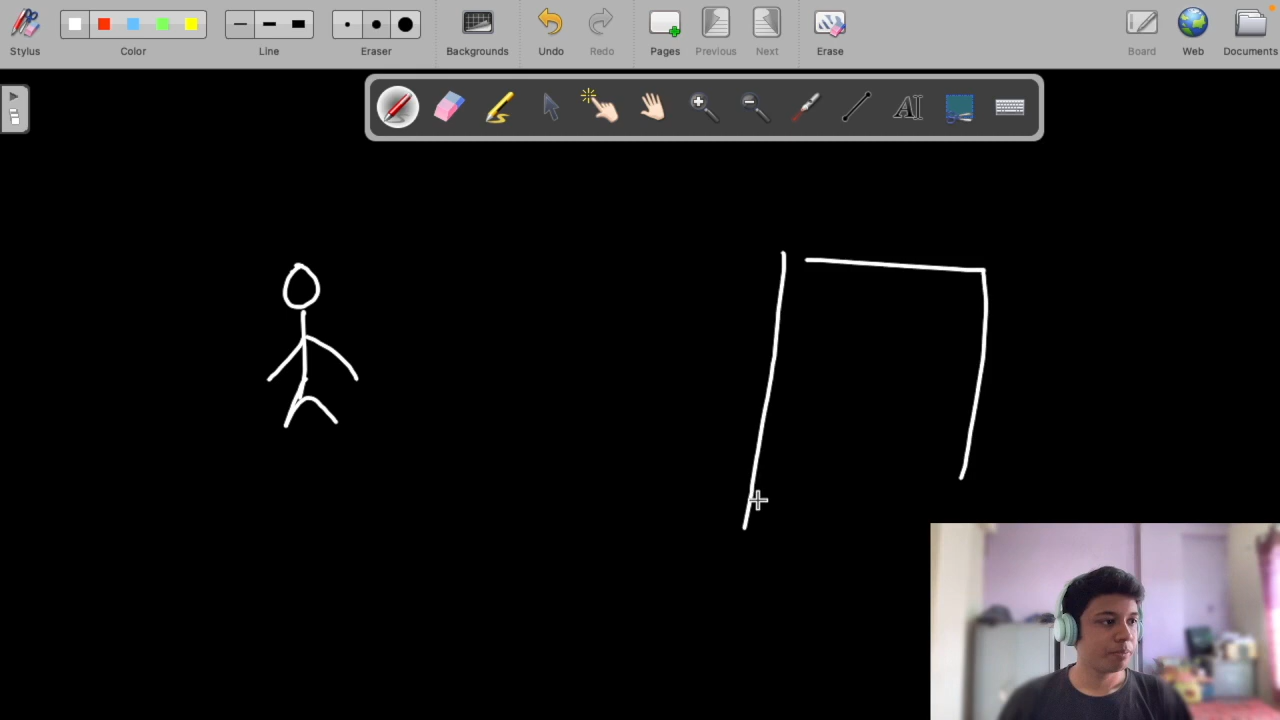 Stylus
Color
Line
Eraser
Backgrounds
Undo
Redo
Pages
Previous
Next
Erase
Board
Web
Documents
AI